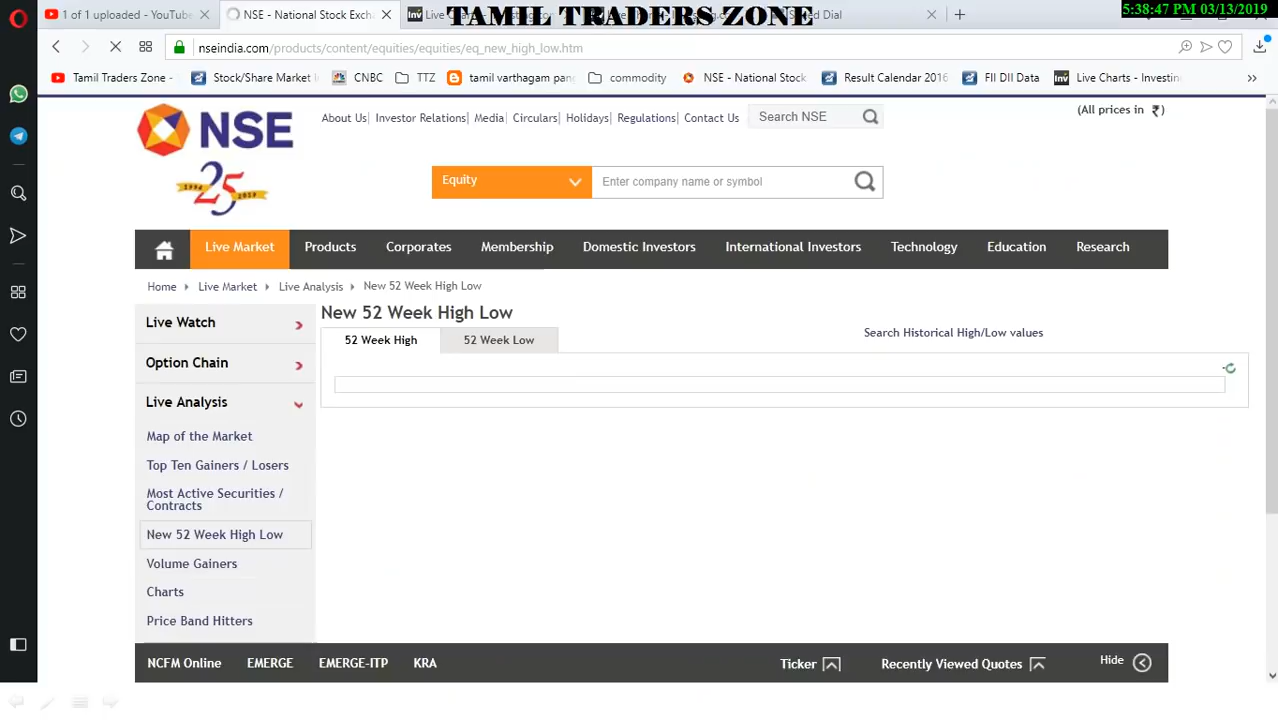 1 of 1 uploaded - YouTube
NSE - National Stock Exch
Live
TAMIL TRADERS ZONE
Dial
5:38:47 PM 03/13/2019
nseindia.com/products/content/equities/equities/eq_new_high_low.htm
Tamil Traders Zone -
Stock/Share Market I
CNBC
TTZ
tamil varthagam pan
commodity
NSE - National Stock
Result Calendar 2016
FII DII Data
Live Charts - Investin
NSE
1994 25 2019
About Us|
Investor Relations|
Media|
Circulars|
Holidays|
Regulations|
Contact Us
Search NSE
(All prices in ₹)
Equity
Enter company name or symbol
Live Market
Products
Corporates
Membership
Domestic Investors
International Investors
Technology
Education
Research
Home
Live Market
Live Analysis
New 52 Week High Low
Live Watch
Option Chain
Live Analysis
Map of the Market
Top Ten Gainers / Losers
Most Active Securities /
Contracts
New 52 Week High Low
Volume Gainers
Charts
Price Band Hitters
New 52 Week High Low
52 Week High
52 Week Low
Search Historical High/Low values
NCFM Online
EMERGE
EMERGE-ITP
KRA
Ticker
Recently Viewed Quotes
Hide